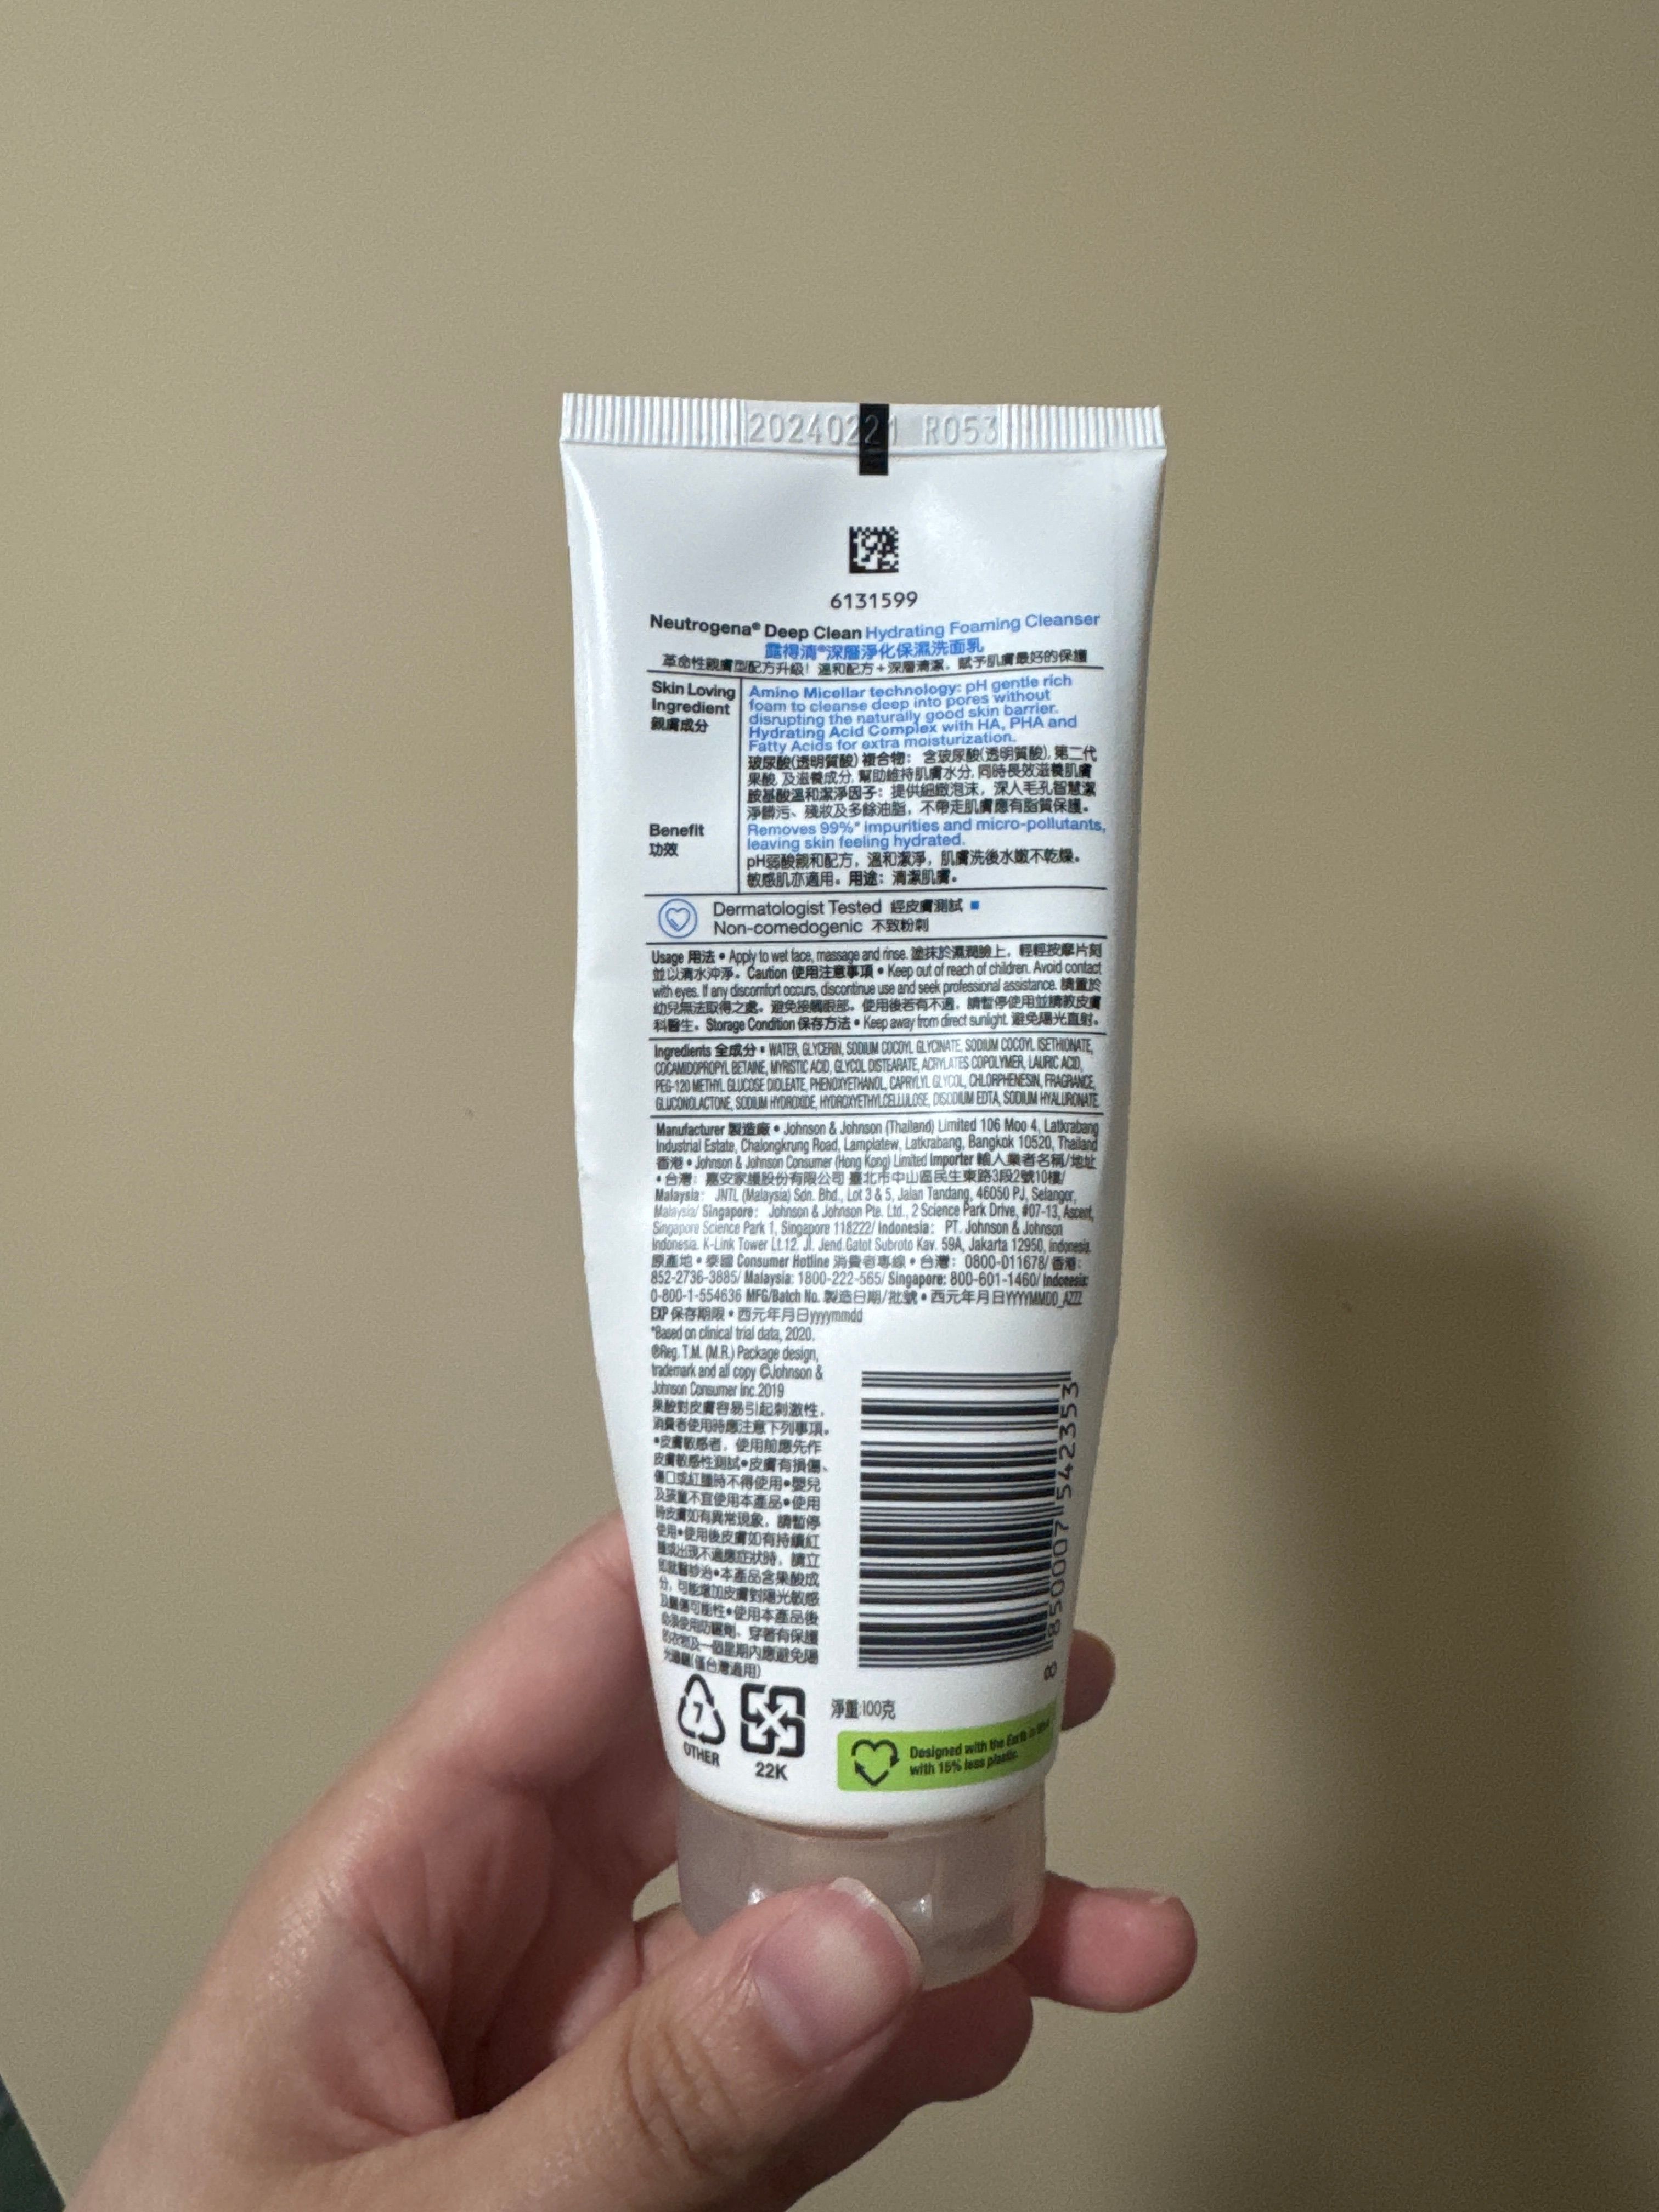 20240221 R053
6131599
Neutrogena® Deep Clean Hydrating Foaming Cleanser
露得清®深層淨化保濕洗面乳
革命性親膚型配方升級！溫和配方+深層清潔，賦予肌膚最好的保護
Skin Loving Ingredient 親膚成分
Amino Micellar technology: pH gentle rich
foam to cleanse deep into pores without
disrupting the naturally good skin barrier.
Hydrating Acid Complex with HA, PHA and
Fatty Acids for extra moisturization.
玻尿酸(透明質酸) 複合物： 含玻尿酸(透明質酸), 第二代
果酸, 及滋養成分, 幫助維持肌膚水分, 同時長效滋養肌膚
胺基酸溫和潔淨因子：提供細緻泡沫，深入毛孔智慧潔
淨髒污、殘妝及多餘油脂，不帶走肌膚應有脂質保護。
Benefit 功效
Removes 99%* impurities and micro-pollutants,
leaving skin feeling hydrated.
pH弱酸親和配方，溫和潔淨，肌膚洗後水嫩不乾燥。
敏感肌亦適用。用途：清潔肌膚。
Dermatologist Tested 經皮膚測試
Non-comedogenic 不致粉刺
Usage 用法 • Apply to wet face, massage and rinse. 塗抹於濕潤臉上，輕輕按摩片刻
並以清水沖淨。Caution 使用注意事項 • Keep out of reach of children. Avoid contact
with eyes. If any discomfort occurs, discontinue use and seek professional assistance. 請置於
幼兒無法取得之處。避免接觸眼部。使用後若有不適，請暫停使用並請教皮膚
科醫生。Storage Condition 保存方法 • Keep away from direct sunlight. 避免陽光直射。
Ingredients 全成分 • WATER, GLYCERIN, SODIUM COCOYL GLYCINATE, SODIUM COCOYL ISETHIONATE,
COCAMIDOPROPYL BETAINE, MYRISTIC ACID, GLYCOL DISTEARATE, ACRYLATES COPOLYMER, LAURIC ACID,
PEG-120 METHYL GLUCOSE DIOLEATE, PHENOXYETHANOL, CAPRYLYL GLYCOL, CHLORPHENESIN, FRAGRANCE,
GLUCONOLACTONE, SODIUM HYDROXIDE, HYDROXYETHYLCELLULOSE, DISODIUM EDTA, SODIUM HYALURONATE.
Manufacturer 製造廠 • Johnson & Johnson (Thailand) Limited 106 Moo 4, Latkrabang
Industrial Estate, Chalongkrung Road, Lamplatew, Latkrabang, Bangkok 10520, Thailand
香港 • Johnson & Johnson Consumer (Hong Kong) Limited Importer 輸入業者名稱/地址
• 台灣：嘉安家護股份有限公司 臺北市中山區民生東路3段2號10樓/
Malaysia: JNTL (Malaysia) Sdn. Bhd., Lot 3 & 5, Jalan Tandang, 46050 PJ, Selangor,
Malaysia/ Singapore: Johnson & Johnson Pte. Ltd., 2 Science Park Drive, #07-13, Ascent,
Singapore Science Park 1, Singapore 118222/ Indonesia: PT. Johnson & Johnson
Indonesia. K-Link Tower Lt.12. Jl. Jend.Gatot Subroto Kav. 59A, Jakarta 12950, Indonesia.
原產地 • 泰國 Consumer Hotline 消費者專線 • 台灣：0800-011678/ 香港：
852-2736-3885/ Malaysia: 1800-222-565/ Singapore: 800-601-1460/ Indonesia:
0-800-1-554636 MFG/Batch No. 製造日期/批號 • 西元年月日YYYYMMDD_AZZZ
EXP 保存期限 • 西元年月日yyyymmdd
*Based on clinical trial data, 2020.
®Reg. T.M. (M.R.) Package design,
trademark and all copy ©Johnson &
Johnson Consumer Inc.2019
果酸對皮膚容易引起刺激性，
消費者使用時應注意下列事項。
•皮膚敏感者，使用前應先作
皮膚敏感性測試•皮膚有損傷、
傷口或紅腫時不得使用•嬰兒
及孩童不宜使用本產品•使用
時皮膚如有異常現象，請暫停
使用•使用後皮膚如有持續紅
腫或出現不適應症狀時，請立
即就醫診治•本產品含果酸成
分，可能增加皮膚對陽光敏感
及曬傷可能性•使用本產品後
必須使用防曬劑、穿著有保護
的衣物及一個星期內應避免陽
光曝曬(僅台灣適用)
8 850007 542353
7
OTHER
22K
淨重:100克
Designed with the Earth in Mind
with 15% less plastic.